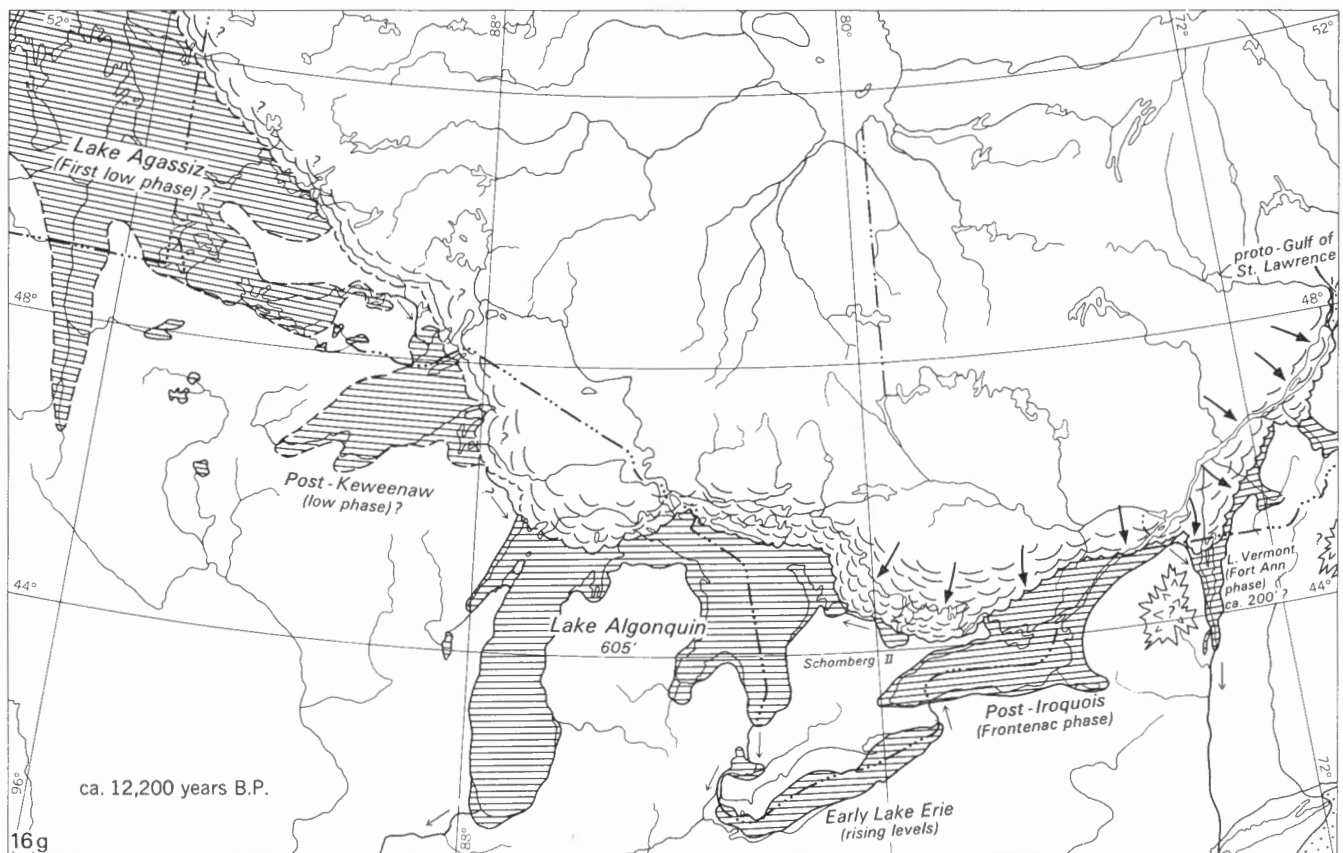 52°
88°
80°
72°
52°
?
?
?
Lake Agassiz
(First low phase) ?
proto-Gulf of
St. Lawrence
48°
?
48°
Post-Keweenaw
(low phase) ?
44°
L. Vermont
(Fort Ann
phase)
ca. 200' ?
?
44°
?
Lake Algonquin
605'
Schomberg II
Post-Iroquois
(Frontenac phase)
ca. 12,200 years B.P.
Early Lake Erie
(rising levels)
96°
88°
72°
16g